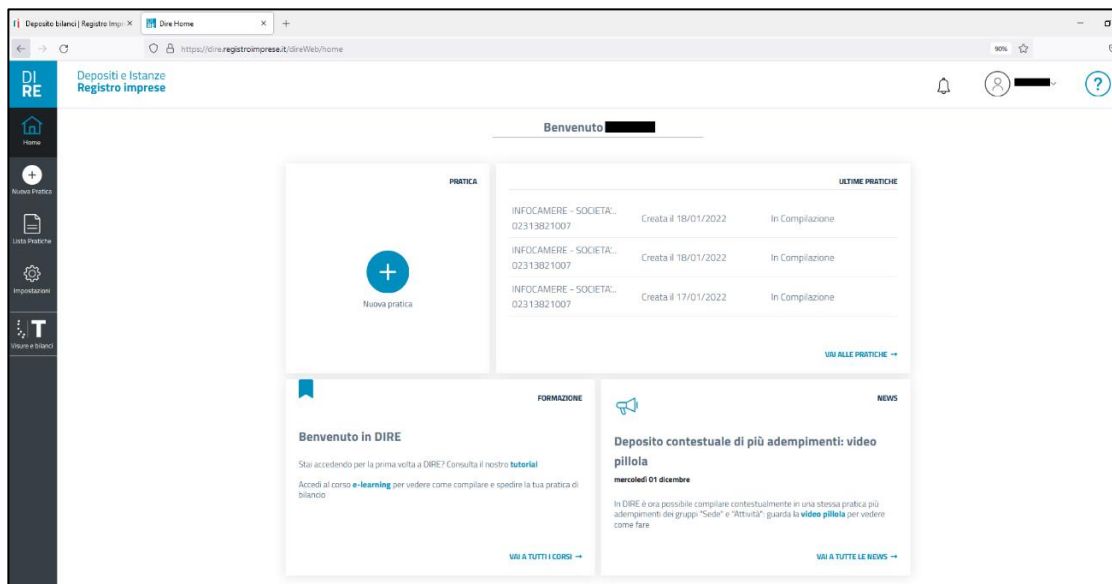 Deposito bilanci | Registro Impr
Dire Home
https://dire.registroimprese.it/direWeb/home
90%
DI
RE
Depositi e Istanze
Registro imprese
?
Home
Nuova Pratica
Lista Pratiche
Impostazioni
T
Visure e bilanci
Benvenuto
PRATICA
Nuova pratica
ULTIME PRATICHE
INFOCAMERE - SOCIETA'...
02313821007
Creata il 18/01/2022
In Compilazione
INFOCAMERE - SOCIETA'...
02313821007
Creata il 18/01/2022
In Compilazione
INFOCAMERE - SOCIETA'...
02313821007
Creata il 17/01/2022
In Compilazione
VAI ALLE PRATICHE →
FORMAZIONE
Benvenuto in DIRE
Stai accedendo per la prima volta a DIRE? Consulta il nostro tutorial
Accedi al corso e-learning per vedere come compilare e spedire la tua pratica di
bilancio
VAI A TUTTI I CORSI →
NEWS
Deposito contestuale di più adempimenti: video
pillola
mercoledì 01 dicembre
In DIRE è ora possibile compilare contestualmente in una stessa pratica più
adempimenti dei gruppi "Sede" e "Attività": guarda la video pillola per vedere
come fare
VAI A TUTTE LE NEWS →